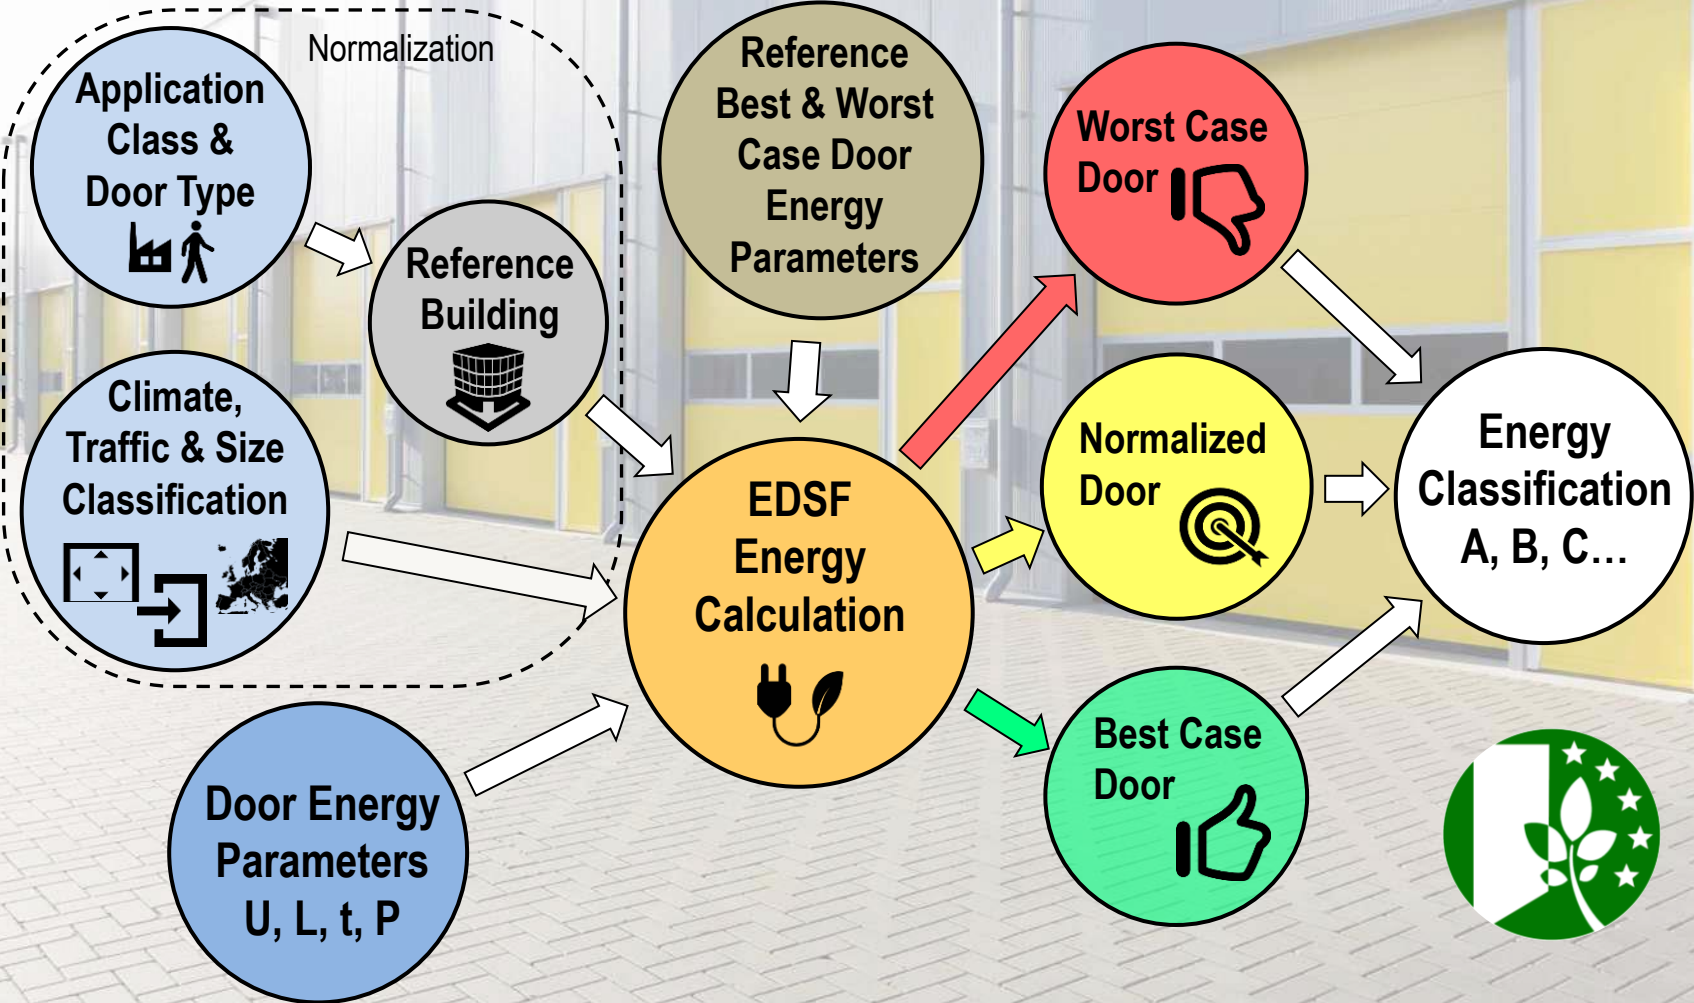 Normalization
Application
Class &
Door Type
Reference
Building
Climate,
Traffic & Size
Classification
Door Energy
Parameters
U, L, t, P
Reference
Best & Worst
Case Door
Energy
Parameters
EDSF
Energy
Calculation
Worst Case
Door
Normalized
Door
Best Case
Door
Energy
Classification
A, B, C...